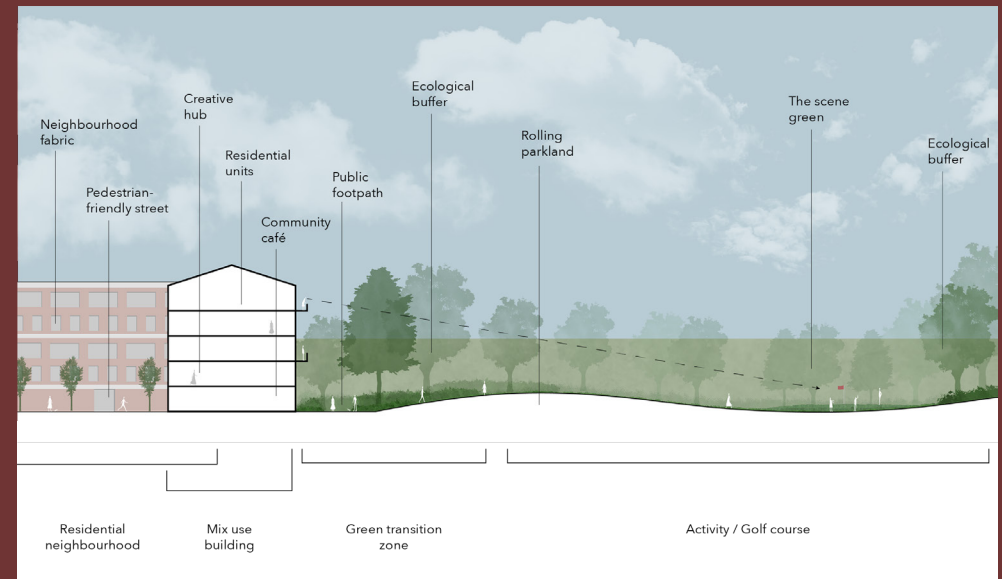 Neighbourhood
fabric
Pedestrian-
friendly street
Creative
hub
Residential
units
Community
café
Public
footpath
Ecological
buffer
Rolling
parkland
The scene
green
Ecological
buffer
Residential
neighbourhood
Mix use
building
Green transition
zone
Activity / Golf course